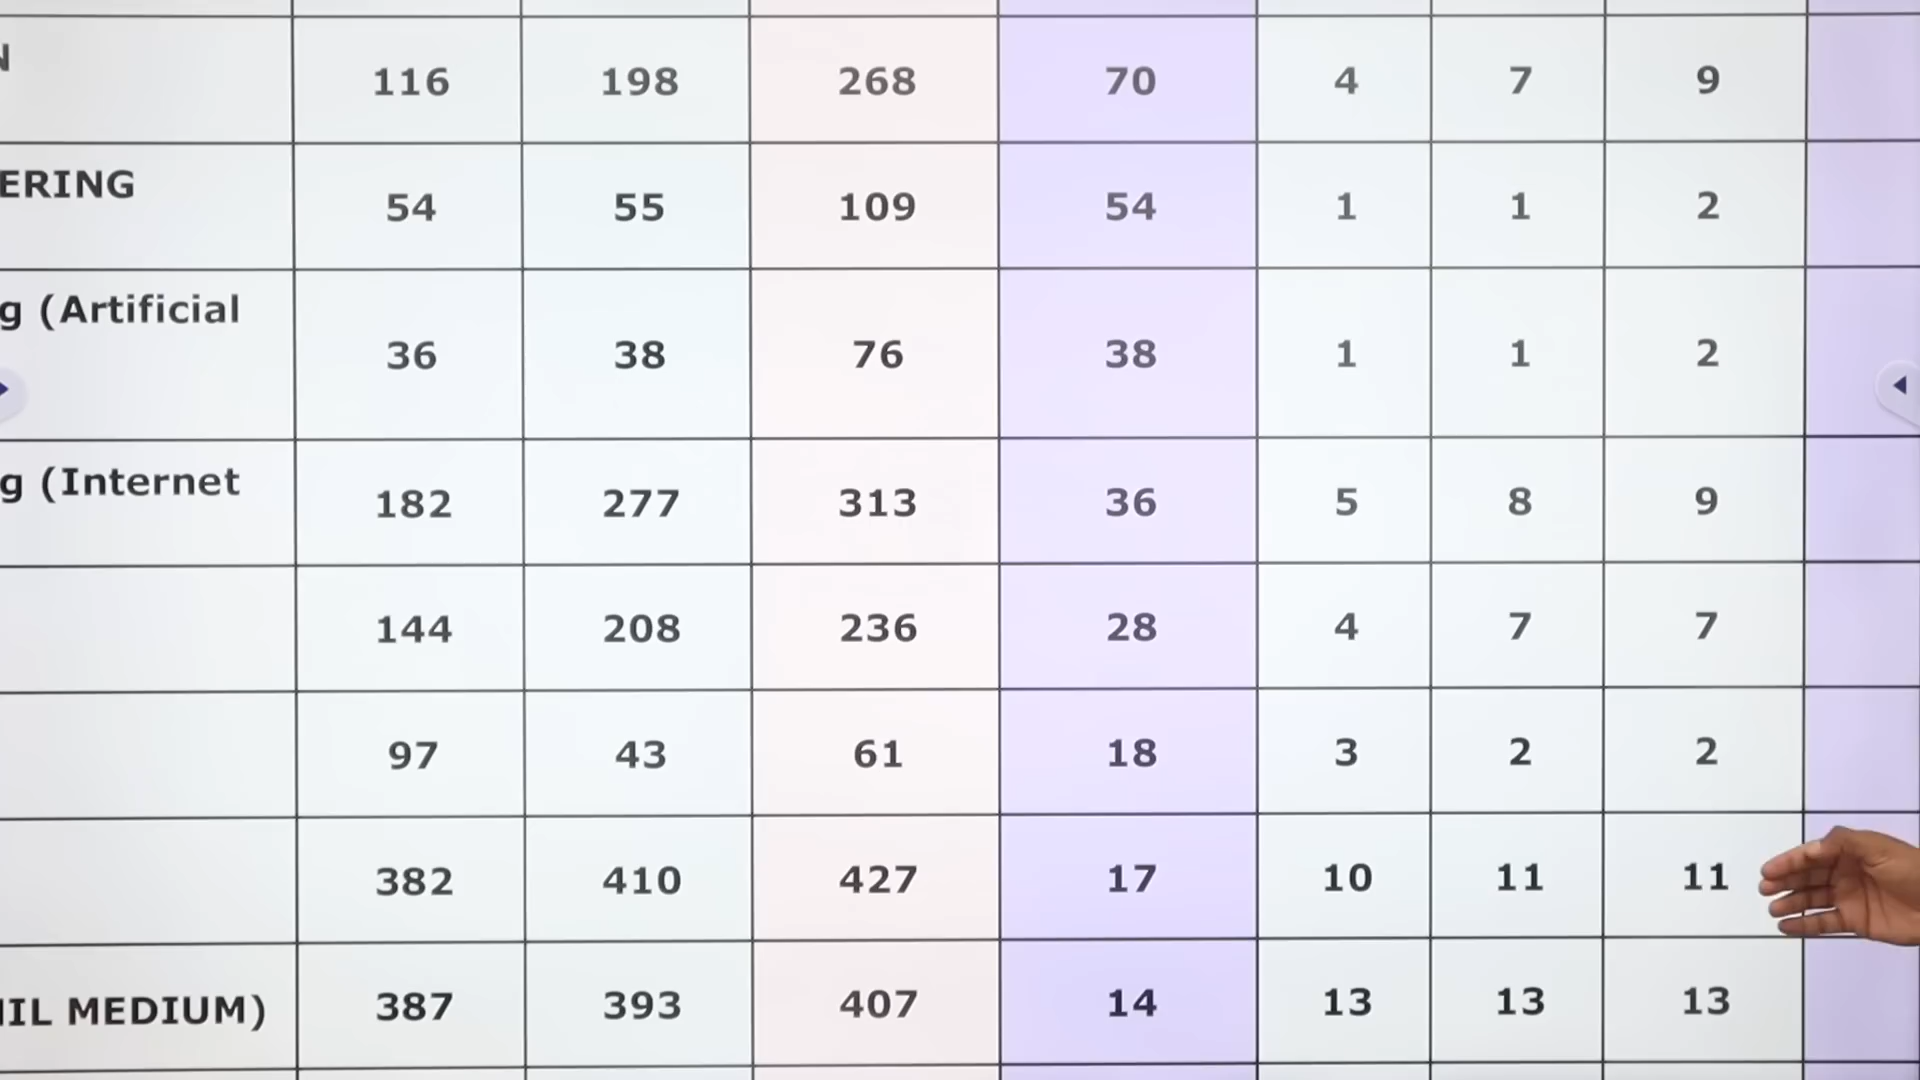 N
116 198 268 70 4 7 9
ERING
54 55 109 54 1 1 2
g (Artificial
36 38 76 38 1 1 2
g (Internet
182 277 313 36 5 8 9
144 208 236 28 4 7 7
97 43 61 18 3 2 2
382 410 427 17 10 11 11
IIL MEDIUM) 387 393 407 14 13 13 13